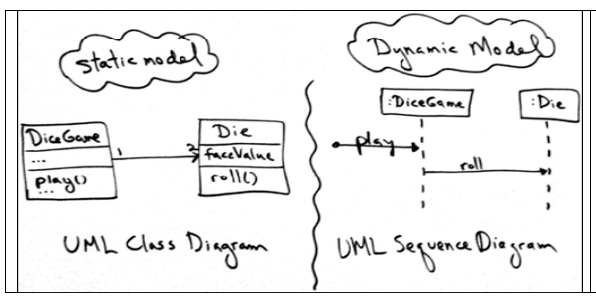 Static model
DiceGame
...
play()
...
1
2
Die
faceValue
roll()
UML Class Diagram
Dynamic Model
:DiceGame
:Die
play
roll
UML Sequence Diagram